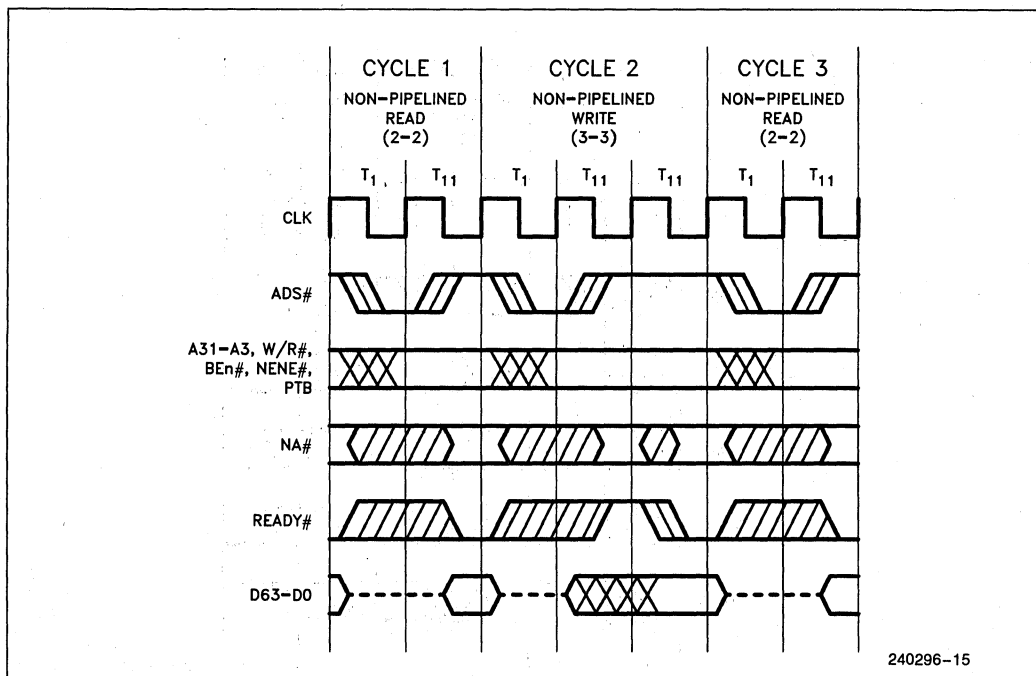 CYCLE 1 CYCLE 2 CYCLE 3
NON-PIPELINED NON-PIPELINED NON-PIPELINED
READ WRITE READ
(2-2) (3-3) (2-2)
T1 T11 T1 T11 T11 T1 T11
CLK
ADS#
A31-A3, W/R#,
BEn#, NENE#,
PTB
NA#
READY#
D63-D0
240296-15